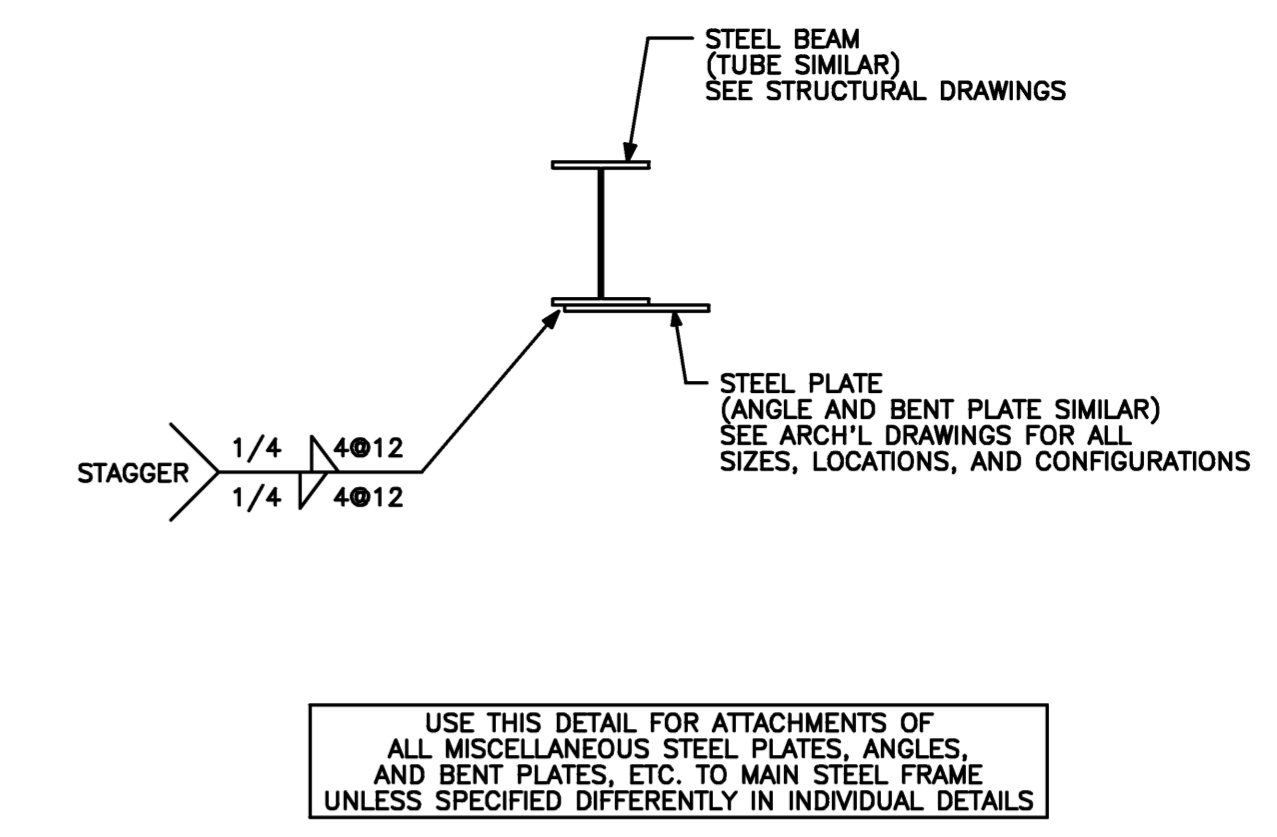 STEEL BEAM
(TUBE SIMILAR)
SEE STRUCTURAL DRAWINGS
STEEL PLATE
(ANGLE AND BENT PLATE SIMILAR)
SEE ARCH'L DRAWINGS FOR ALL
SIZES, LOCATIONS, AND CONFIGURATIONS
1/4 4@12
STAGGER
1/4 4@12
USE THIS DETAIL FOR ATTACHMENTS OF
ALL MISCELLANEOUS STEEL PLATES, ANGLES,
AND BENT PLATES, ETC. TO MAIN STEEL FRAME
UNLESS SPECIFIED DIFFERENTLY IN INDIVIDUAL DETAILS